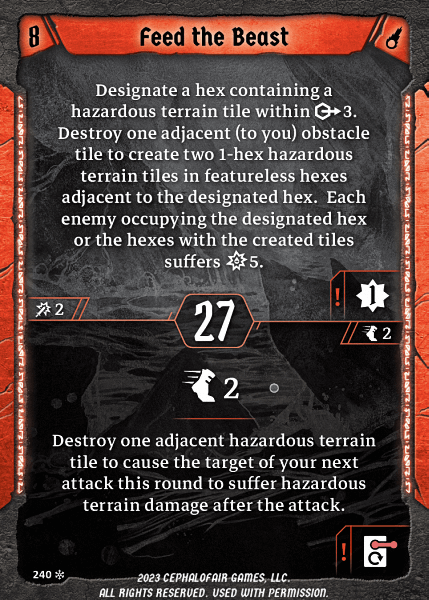 8
Feed the Beast
Designate a hex containing a
hazardous terrain tile within 3.
Destroy one adjacent (to you) obstacle
tile to create two 1-hex hazardous
terrain tiles in featureless hexes
adjacent to the designated hex. Each
enemy occupying the designated hex
or the hexes with the created tiles
suffers 5.
! 1
2
27
2
2
Destroy one adjacent hazardous terrain
tile to cause the target of your next
attack this round to suffer hazardous
terrain damage after the attack.
!
240
2023 CEPHALOFAIR GAMES, LLC.
ALL RIGHTS RESERVED. USED WITH PERMISSION.